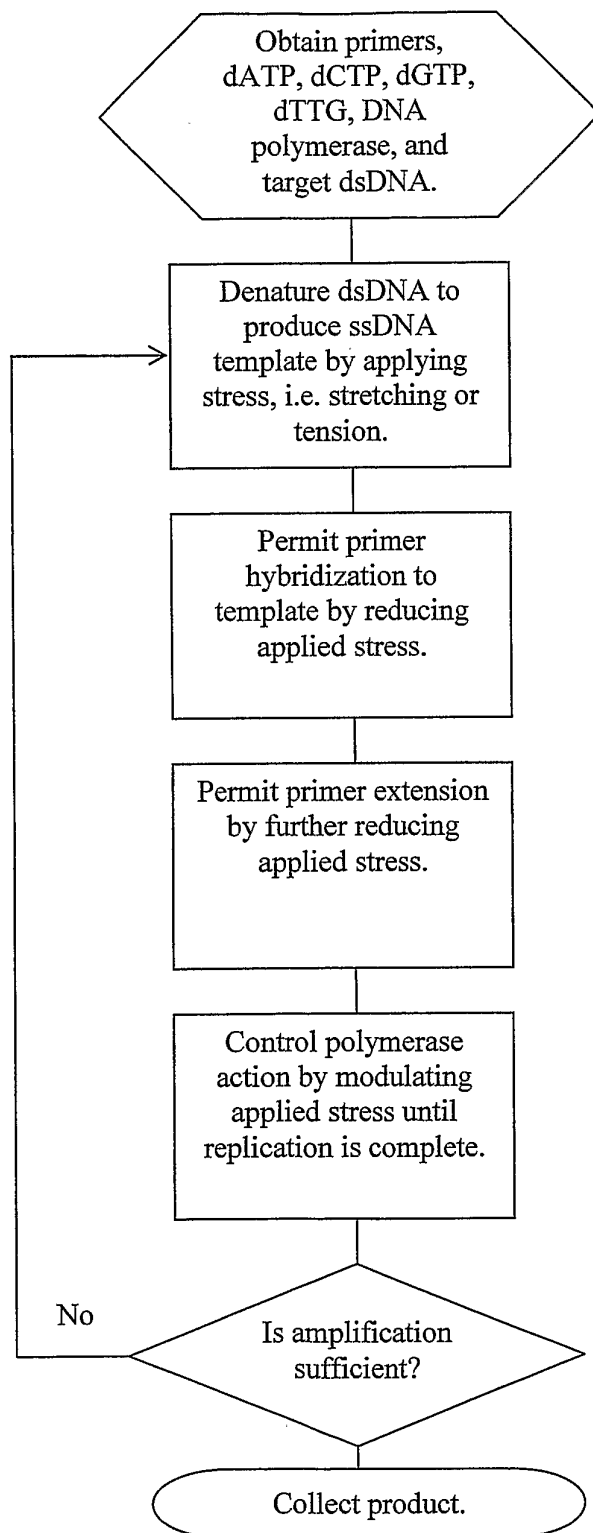 Obtain primers,
dATP, dCTP, dGTP,
dTTG, DNA
polymerase, and
target dsDNA.
Denature dsDNA to
produce ssDNA
template by applying
stress, i.e. stretching or
tension.
Permit primer
hybridization to
template by reducing
applied stress.
Permit primer extension
by further reducing
applied stress.
Control polymerase
action by modulating
applied stress until
replication is complete.
No
Is amplification
sufficient?
Collect product.